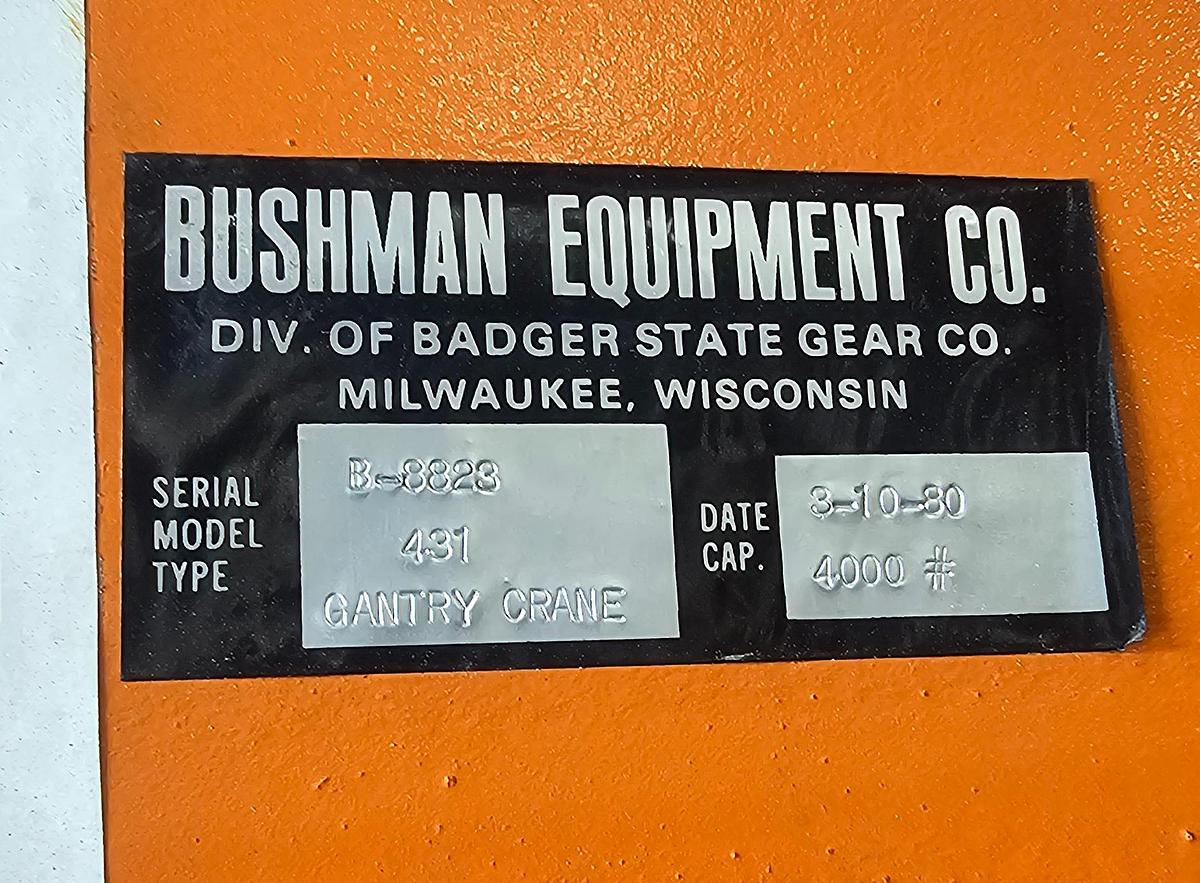 BUSHMAN EQUIPMENT CO.
DIV. OF BADGER STATE GEAR CO.
MILWAUKEE, WISCONSIN
SERIAL B-8823
MODEL 431
TYPE GANTRY CRANE
DATE 3-10-80
CAP. 4000 #